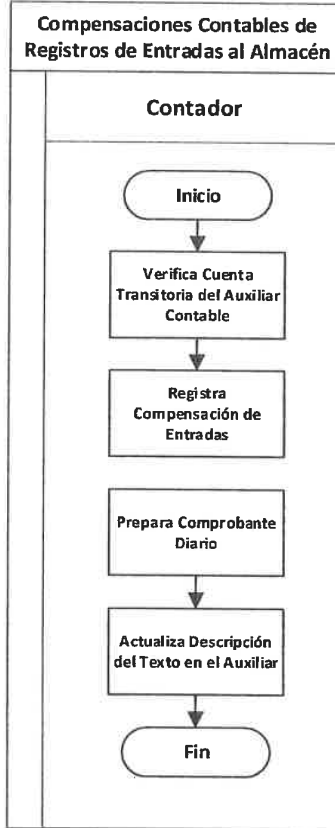 Compensaciones Contables de
Registros de Entradas al Almacén
Contador
Inicio
Verifica Cuenta
Transitoria del Auxiliar
Contable
Registra
Compensación de
Entradas
Prepara Comprobante
Diario
Actualiza Descripción
del Texto en el Auxiliar
Fin